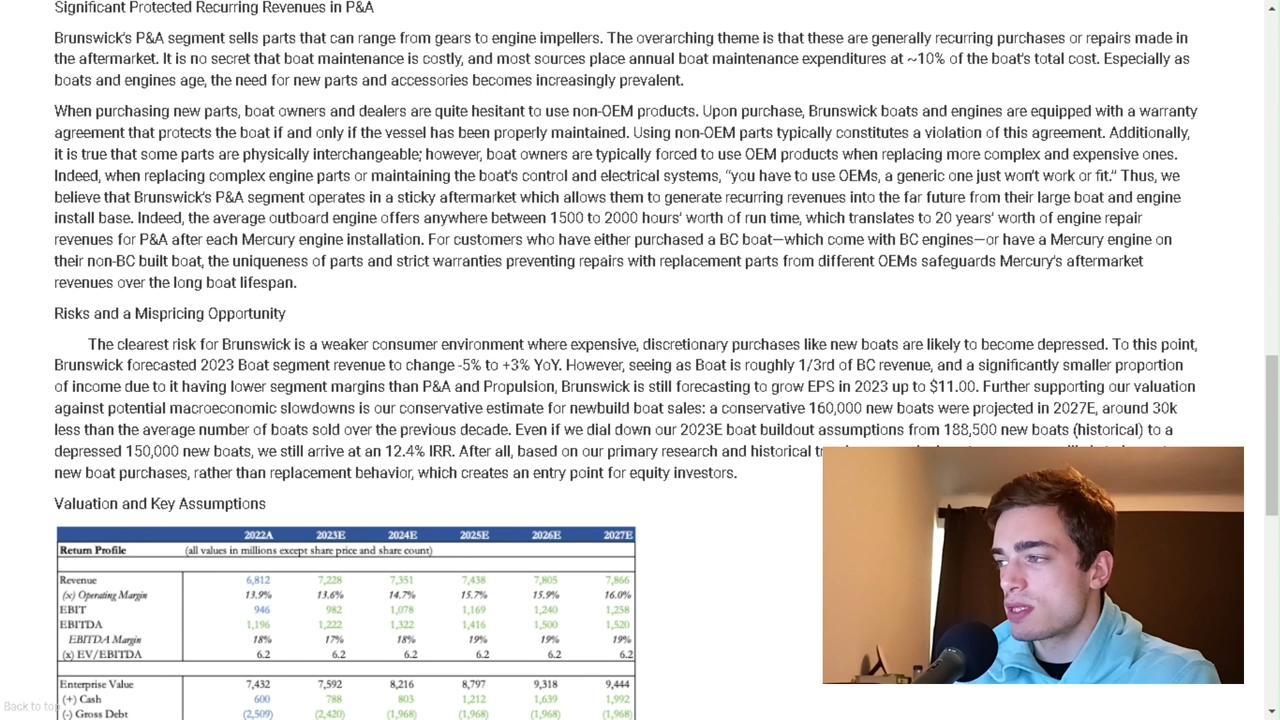 Significant Protected Recurring Revenues in P&A
Brunswick's P&A segment sells parts that can range from gears to engine impellers. The overarching theme is that these are generally recurring purchases or repairs made in
the aftermarket. It is no secret that boat maintenance is costly, and most sources place annual boat maintenance expenditures at ~10% of the boat's total cost. Especially as
boats and engines age, the need for new parts and accessories becomes increasingly prevalent.
When purchasing new parts, boat owners and dealers are quite hesitant to use non-OEM products. Upon purchase, Brunswick boats and engines are equipped with a warranty
agreement that protects the boat if and only if the vessel has been properly maintained. Using non-OEM parts typically constitutes a violation of this agreement. Additionally,
it is true that some parts are physically interchangeable; however, boat owners are typically forced to use OEM products when replacing more complex and expensive ones.
Indeed, when replacing complex engine parts or maintaining the boat's control and electrical systems, “you have to use OEMs, a generic one just won't work or fit.” Thus, we
believe that Brunswick's P&A segment operates in a sticky aftermarket which allows them to generate recurring revenues into the far future from their large boat and engine
install base. Indeed, the average outboard engine offers anywhere between 1500 to 2000 hours' worth of run time, which translates to 20 years' worth of engine repair
revenues for P&A after each Mercury engine installation. For customers who have either purchased a BC boat—which come with BC engines—or have a Mercury engine on
their non-BC built boat, the uniqueness of parts and strict warranties preventing repairs with replacement parts from different OEMs safeguards Mercury's aftermarket
revenues over the long boat lifespan.
Risks and a Mispricing Opportunity
The clearest risk for Brunswick is a weaker consumer environment where expensive, discretionary purchases like new boats are likely to become depressed. To this point,
Brunswick forecasted 2023 Boat segment revenue to change -5% to +3% YoY. However, seeing as Boat is roughly 1/3rd of BC revenue, and a significantly smaller proportion
of income due to it having lower segment margins than P&A and Propulsion, Brunswick is still forecasting to grow EPS in 2023 up to $11.00. Further supporting our valuation
against potential macroeconomic slowdowns is our conservative estimate for newbuild boat sales: a conservative 160,000 new boats were projected in 2027E, around 30k
less than the average number of boats sold over the previous decade. Even if we dial down our 2023E boat buildout assumptions from 188,500 new boats (historical) to a
depressed 150,000 new boats, we still arrive at an 12.4% IRR. After all, based on our primary research and historical
new boat purchases, rather than replacement behavior, which creates an entry point for equity investors.
Valuation and Key Assumptions
2022A 2023E 2024E 2025E 2026E 2027E
Return Profile (all values in millions except share price and share count)
Revenue 6,812 7,228 7,351 7,438 7,805 7,866
(x) Operating Margin 13.9% 13.6% 14.7% 15.7% 15.9% 16.0%
EBIT 946 982 1,078 1,169 1,240 1,258
EBITDA 1,196 1,222 1,322 1,416 1,500 1,520
EBITDA Margin 18% 17% 18% 19% 19% 19%
(x) EV/EBITDA 6.2 6.2 6.2 6.2 6.2 6.2
Enterprise Value 7,432 7,592 8,216 8,797 9,318 9,444
(+) Cash 600 788 803 1,212 1,639 1,992
(-) Gross Debt (2,509) (2,420) (1,968) (1,968) (1,968) (1,968)
Back to top